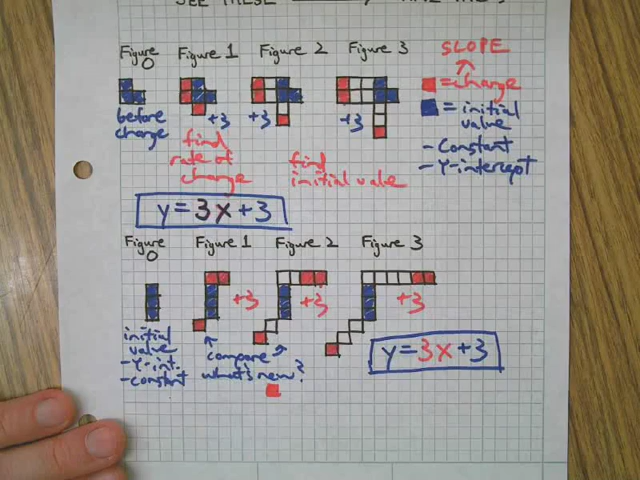 SEE THESE
Figure 0
Figure 1
Figure 2
Figure 3
SLOPE
= change
= initial value
- Constant
- Y-intercept
before change
+3
+3
+3
find rate of change
find initial value
y = 3x + 3
Figure 0
Figure 1
Figure 2
Figure 3
+3
+3
+3
initial value
- Y-int.
- constant
compare
what's new?
y = 3x + 3